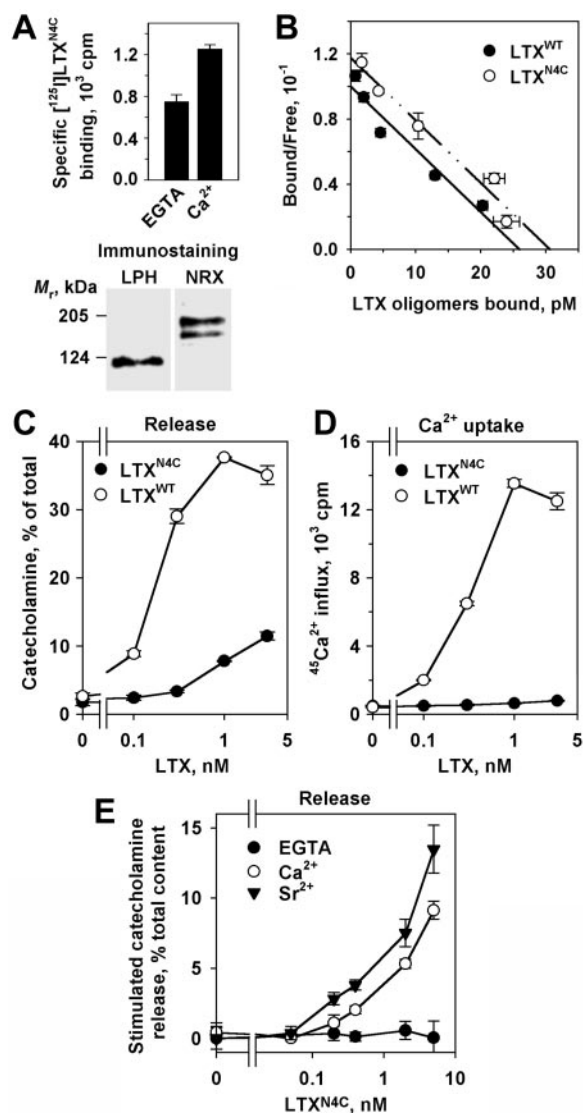 A
Specific [¹²⁵I]LTXᴺ⁴ᶜ
binding, 10³ cpm
1.2
0.8
0.4
0.0
EGTA
Ca²⁺
Immunostaining
LPH NRX
Mr, kDa
205
124
B
LTXᵂᵀ
LTXᴺ⁴ᶜ
Bound/Free, 10⁻¹
1.2
0.8
0.4
0.0
0 10 20 30
LTX oligomers bound, pM
C
Release
LTXᴺ⁴ᶜ
LTXᵂᵀ
Catecholamine, % of total
40
30
20
10
0
0 0.1 1 5
LTX, nM
D
Ca²⁺ uptake
LTXᴺ⁴ᶜ
LTXᵂᵀ
⁴⁵Ca²⁺ influx, 10³ cpm
16
12
8
4
0
0 0.1 1 5
LTX, nM
E
Release
EGTA
Ca²⁺
Sr²⁺
Stimulated catecholamine
release, % total content
15
10
5
0
0 0.1 1 10
LTXᴺ⁴ᶜ, nM